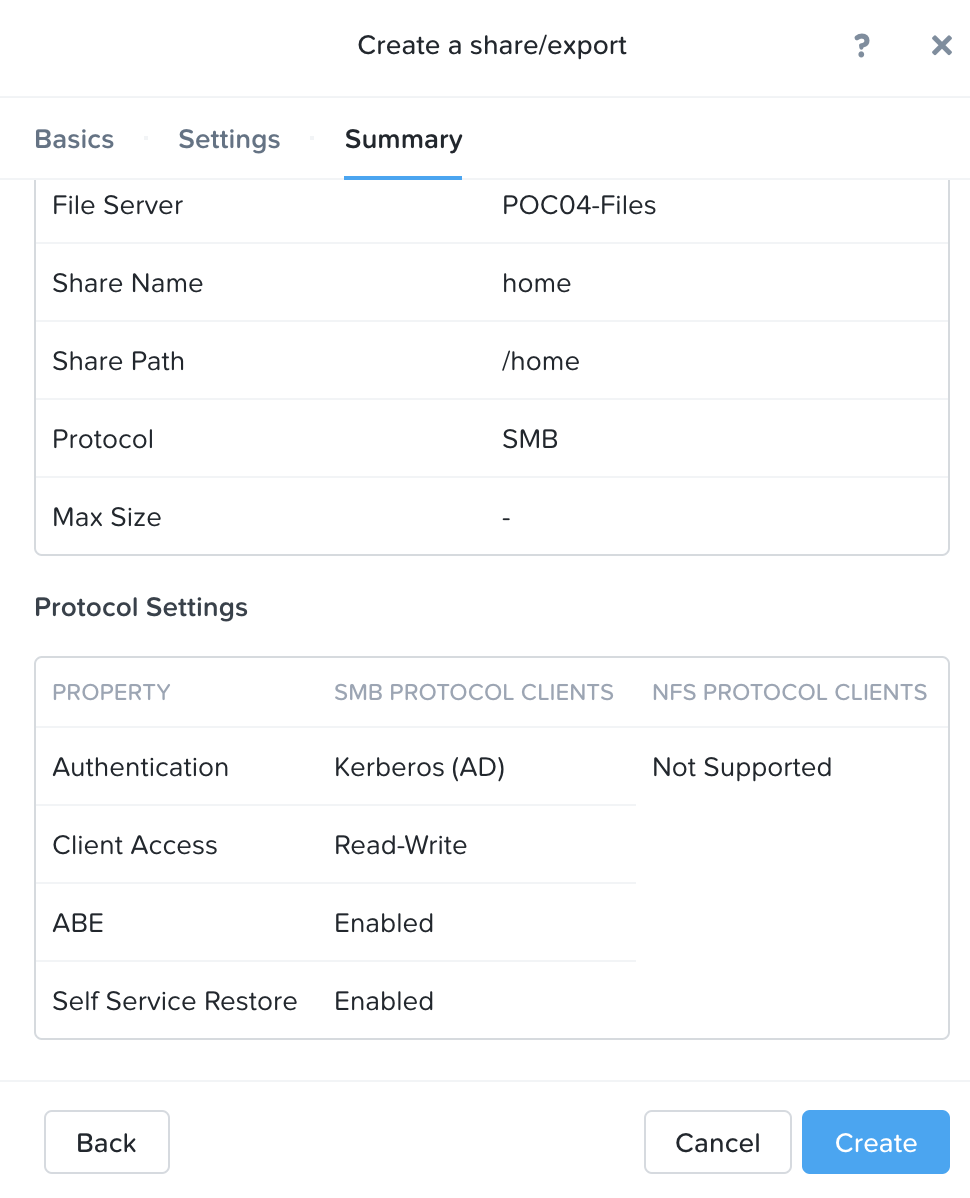 Create a share/export ? ×
Basics · Settings · Summary
File Server POC04-Files
Share Name home
Share Path /home
Protocol SMB
Max Size -
Protocol Settings
PROPERTY SMB PROTOCOL CLIENTS NFS PROTOCOL CLIENTS
Authentication Kerberos (AD) Not Supported
Client Access Read-Write
ABE Enabled
Self Service Restore Enabled
Back Cancel Create